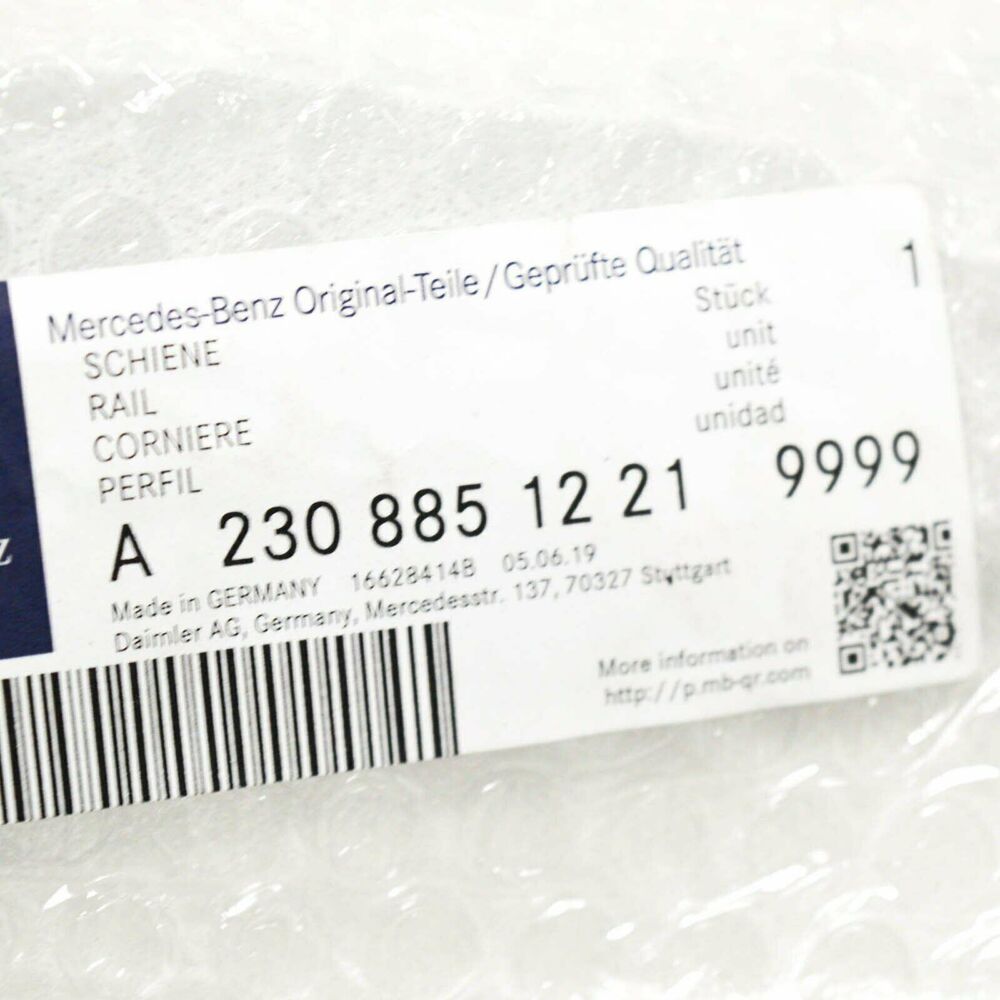 Mercedes-Benz Original-Teile/Geprüfte Qualität
1
SCHIENE
Stück
RAIL
unit
CORNIERE
unité
PERFIL
unidad
A 230 885 12 21 9999
Made in GERMANY 16628414B 05.06.19
Daimler AG, Germany, Mercedesstr. 137, 70327 Stuttgart
More information on
http://p.mb-qr.com
z